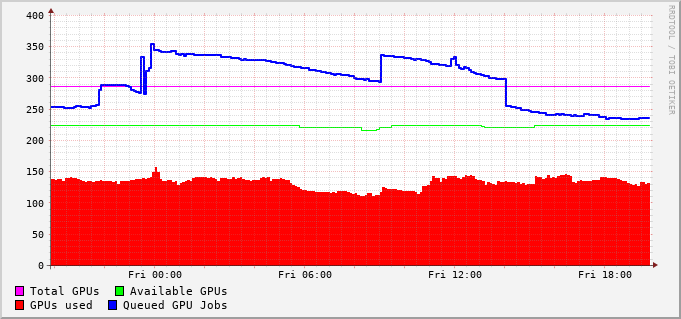 400
350
300
250
200
150
100
50
0
Fri 00:00 Fri 06:00 Fri 12:00 Fri 18:00
Total GPUs Available GPUs
GPUs used Queued GPU Jobs
RRDTOOL / TOBI OETIKER